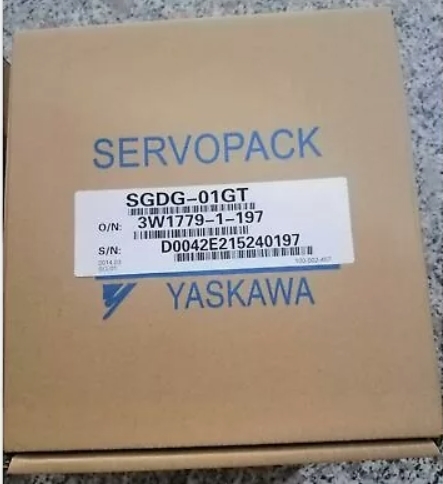 SERVOPACK
SGDG-01GT
O/N: 3W1779-1-197
S/N: D0042E215240197
YASKAWA